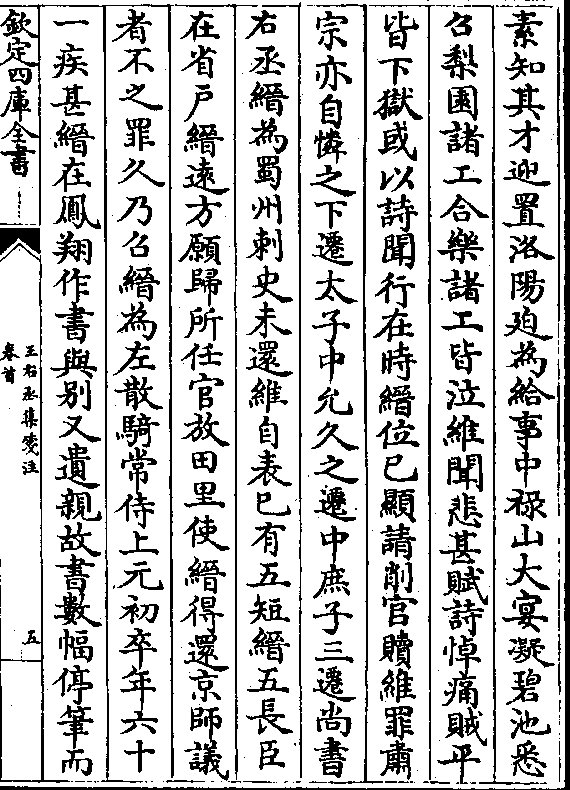 素知其才迎置洛陽廹為給事中禄山大宴凝碧池悉
召梨園諸工合樂諸工皆泣維聞悲甚賦詩悼痛賊平
皆下獄或以詩聞行在時縉位已顯請削官贖維罪肅
宗亦自憐之下遷太子中允久之遷中庶子三遷尚書
右丞縉為蜀州刺史未還維自表已有五短縉五長臣
在省户縉逺方願歸所任官放田里使縉得還京師議
者不之罪久乃召縉為左散騎常侍上元初卒年六十
一疾甚縉在鳳翔作書與别又遺親故書數幅停筆而
欽定四庫全書
王右丞集箋注
卷首
五